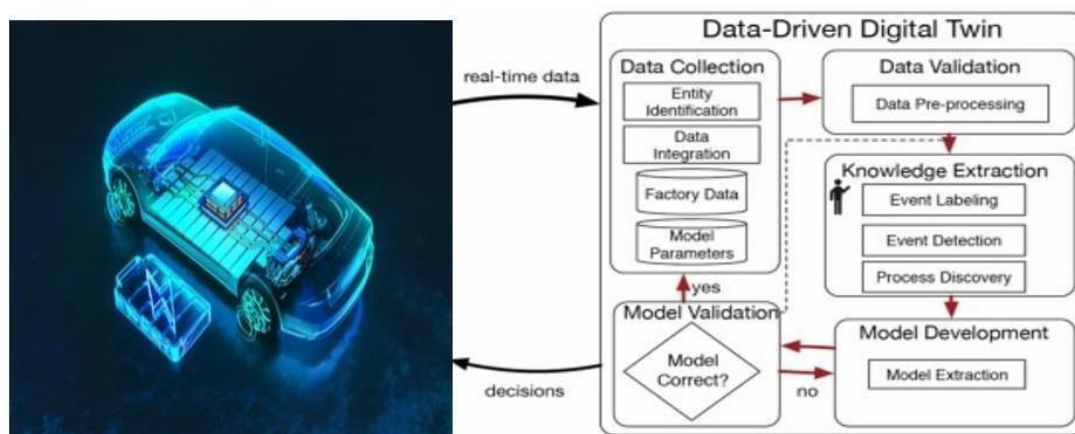 Data-Driven Digital Twin
real-time data
Data Collection
Entity
Identification
Data
Integration
Factory Data
Model
Parameters
Data Validation
Data Pre-processing
Knowledge Extraction
Event Labeling
Event Detection
Process Discovery
yes
Model Validation
Model
Correct?
no
Model Development
Model Extraction
decisions